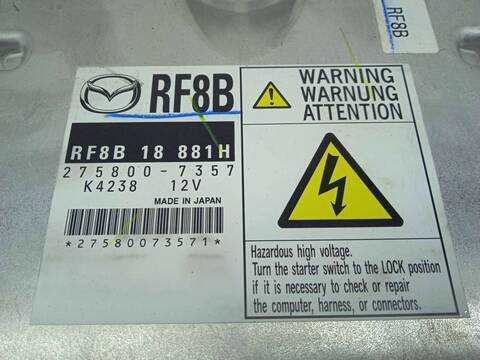 RF8B
RF8B
RF8B 18 881H
275800-7357
K4238 12V
MADE IN JAPAN
*27580073571*
WARNING
WARNUNG
ATTENTION
Hazardous high voltage.
Turn the starter switch to the LOCK position
if it is necessary to check or repair
the computer, harness, or connectors.